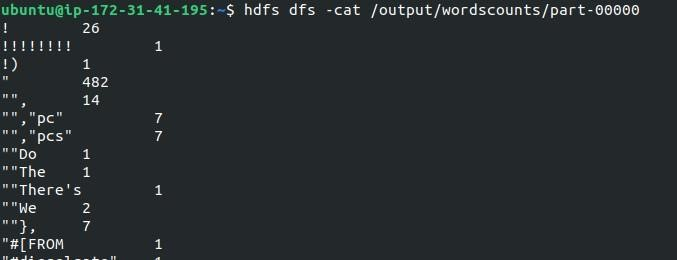 ubuntu@ip-172-31-41-195:~$ hdfs dfs -cat /output/wordscounts/part-00000
! 26
!!!!!!!! 1
!) 1
" 482
"", 14
"","pc" 7
"","pcs" 7
""Do 1
""The 1
""There's 1
""We 2
""}, 7
"#[FROM 1